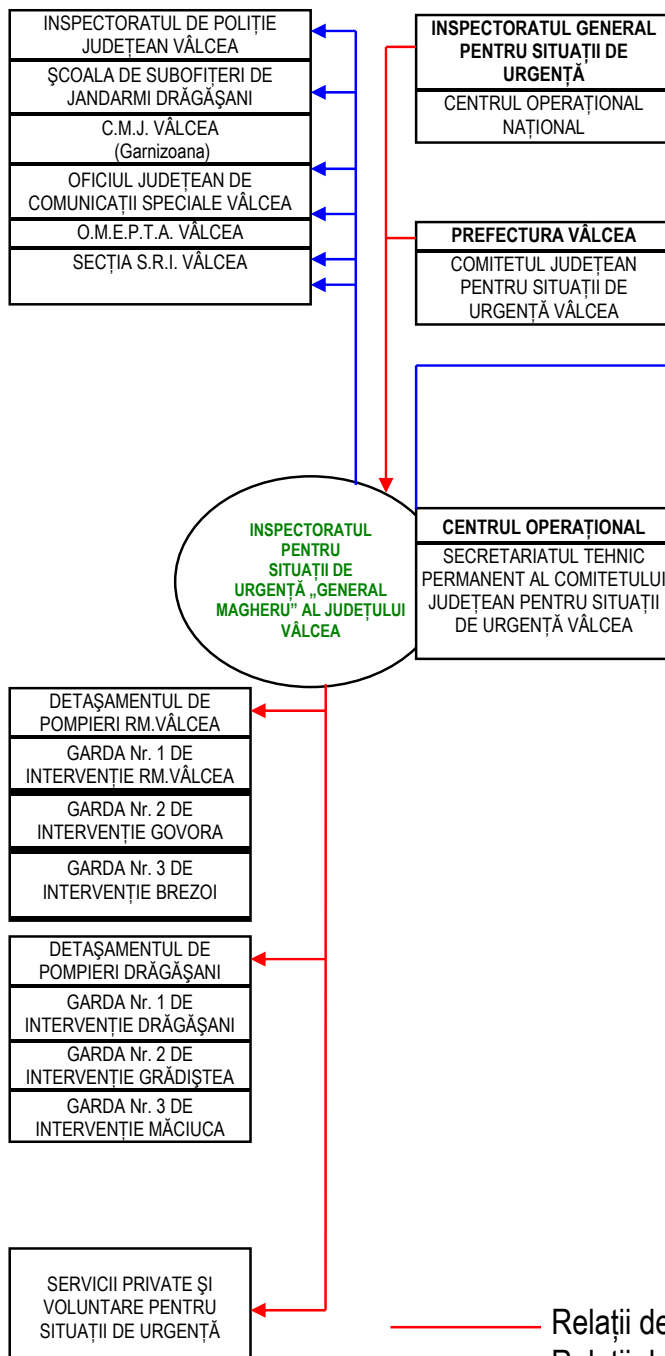 INSPECTORATUL DE POLIȚIE
JUDEȚEAN VÂLCEA
ŞCOALA DE SUBOFIȚERI DE
JANDARMI DRĂGĂŞANI
C.M.J. VÂLCEA
(Garnizoana)
OFICIUL JUDEȚEAN DE
COMUNICAȚII SPECIALE VÂLCEA
O.M.E.P.T.A. VÂLCEA
SECȚIA S.R.I. VÂLCEA
INSPECTORATUL GENERAL
PENTRU SITUAȚII DE
URGENȚĂ
CENTRUL OPERAȚIONAL
NAȚIONAL
PREFECTURA VÂLCEA
COMITETUL JUDEȚEAN
PENTRU SITUAȚII DE
URGENȚĂ VÂLCEA
INSPECTORATUL
PENTRU
SITUAȚII DE
URGENȚĂ „GENERAL
MAGHERU” AL JUDEȚULUI
VÂLCEA
CENTRUL OPERAȚIONAL
SECRETARIATUL TEHNIC
PERMANENT AL COMITETULUI
JUDEȚEAN PENTRU SITUAȚII
DE URGENȚĂ VÂLCEA
DETAŞAMENTUL DE
POMPIERI RM.VÂLCEA
GARDA Nr. 1 DE
INTERVENȚIE RM.VÂLCEA
GARDA Nr. 2 DE
INTERVENȚIE GOVORA
GARDA Nr. 3 DE
INTERVENȚIE BREZOI
DETAŞAMENTUL DE
POMPIERI DRĂGĂŞANI
GARDA Nr. 1 DE
INTERVENȚIE DRĂGĂŞANI
GARDA Nr. 2 DE
INTERVENȚIE GRĂDIŞTEA
GARDA Nr. 3 DE
INTERVENȚIE MĂCIUCA
SERVICII PRIVATE ŞI
VOLUNTARE PENTRU
SITUAȚII DE URGENȚĂ
Relații de